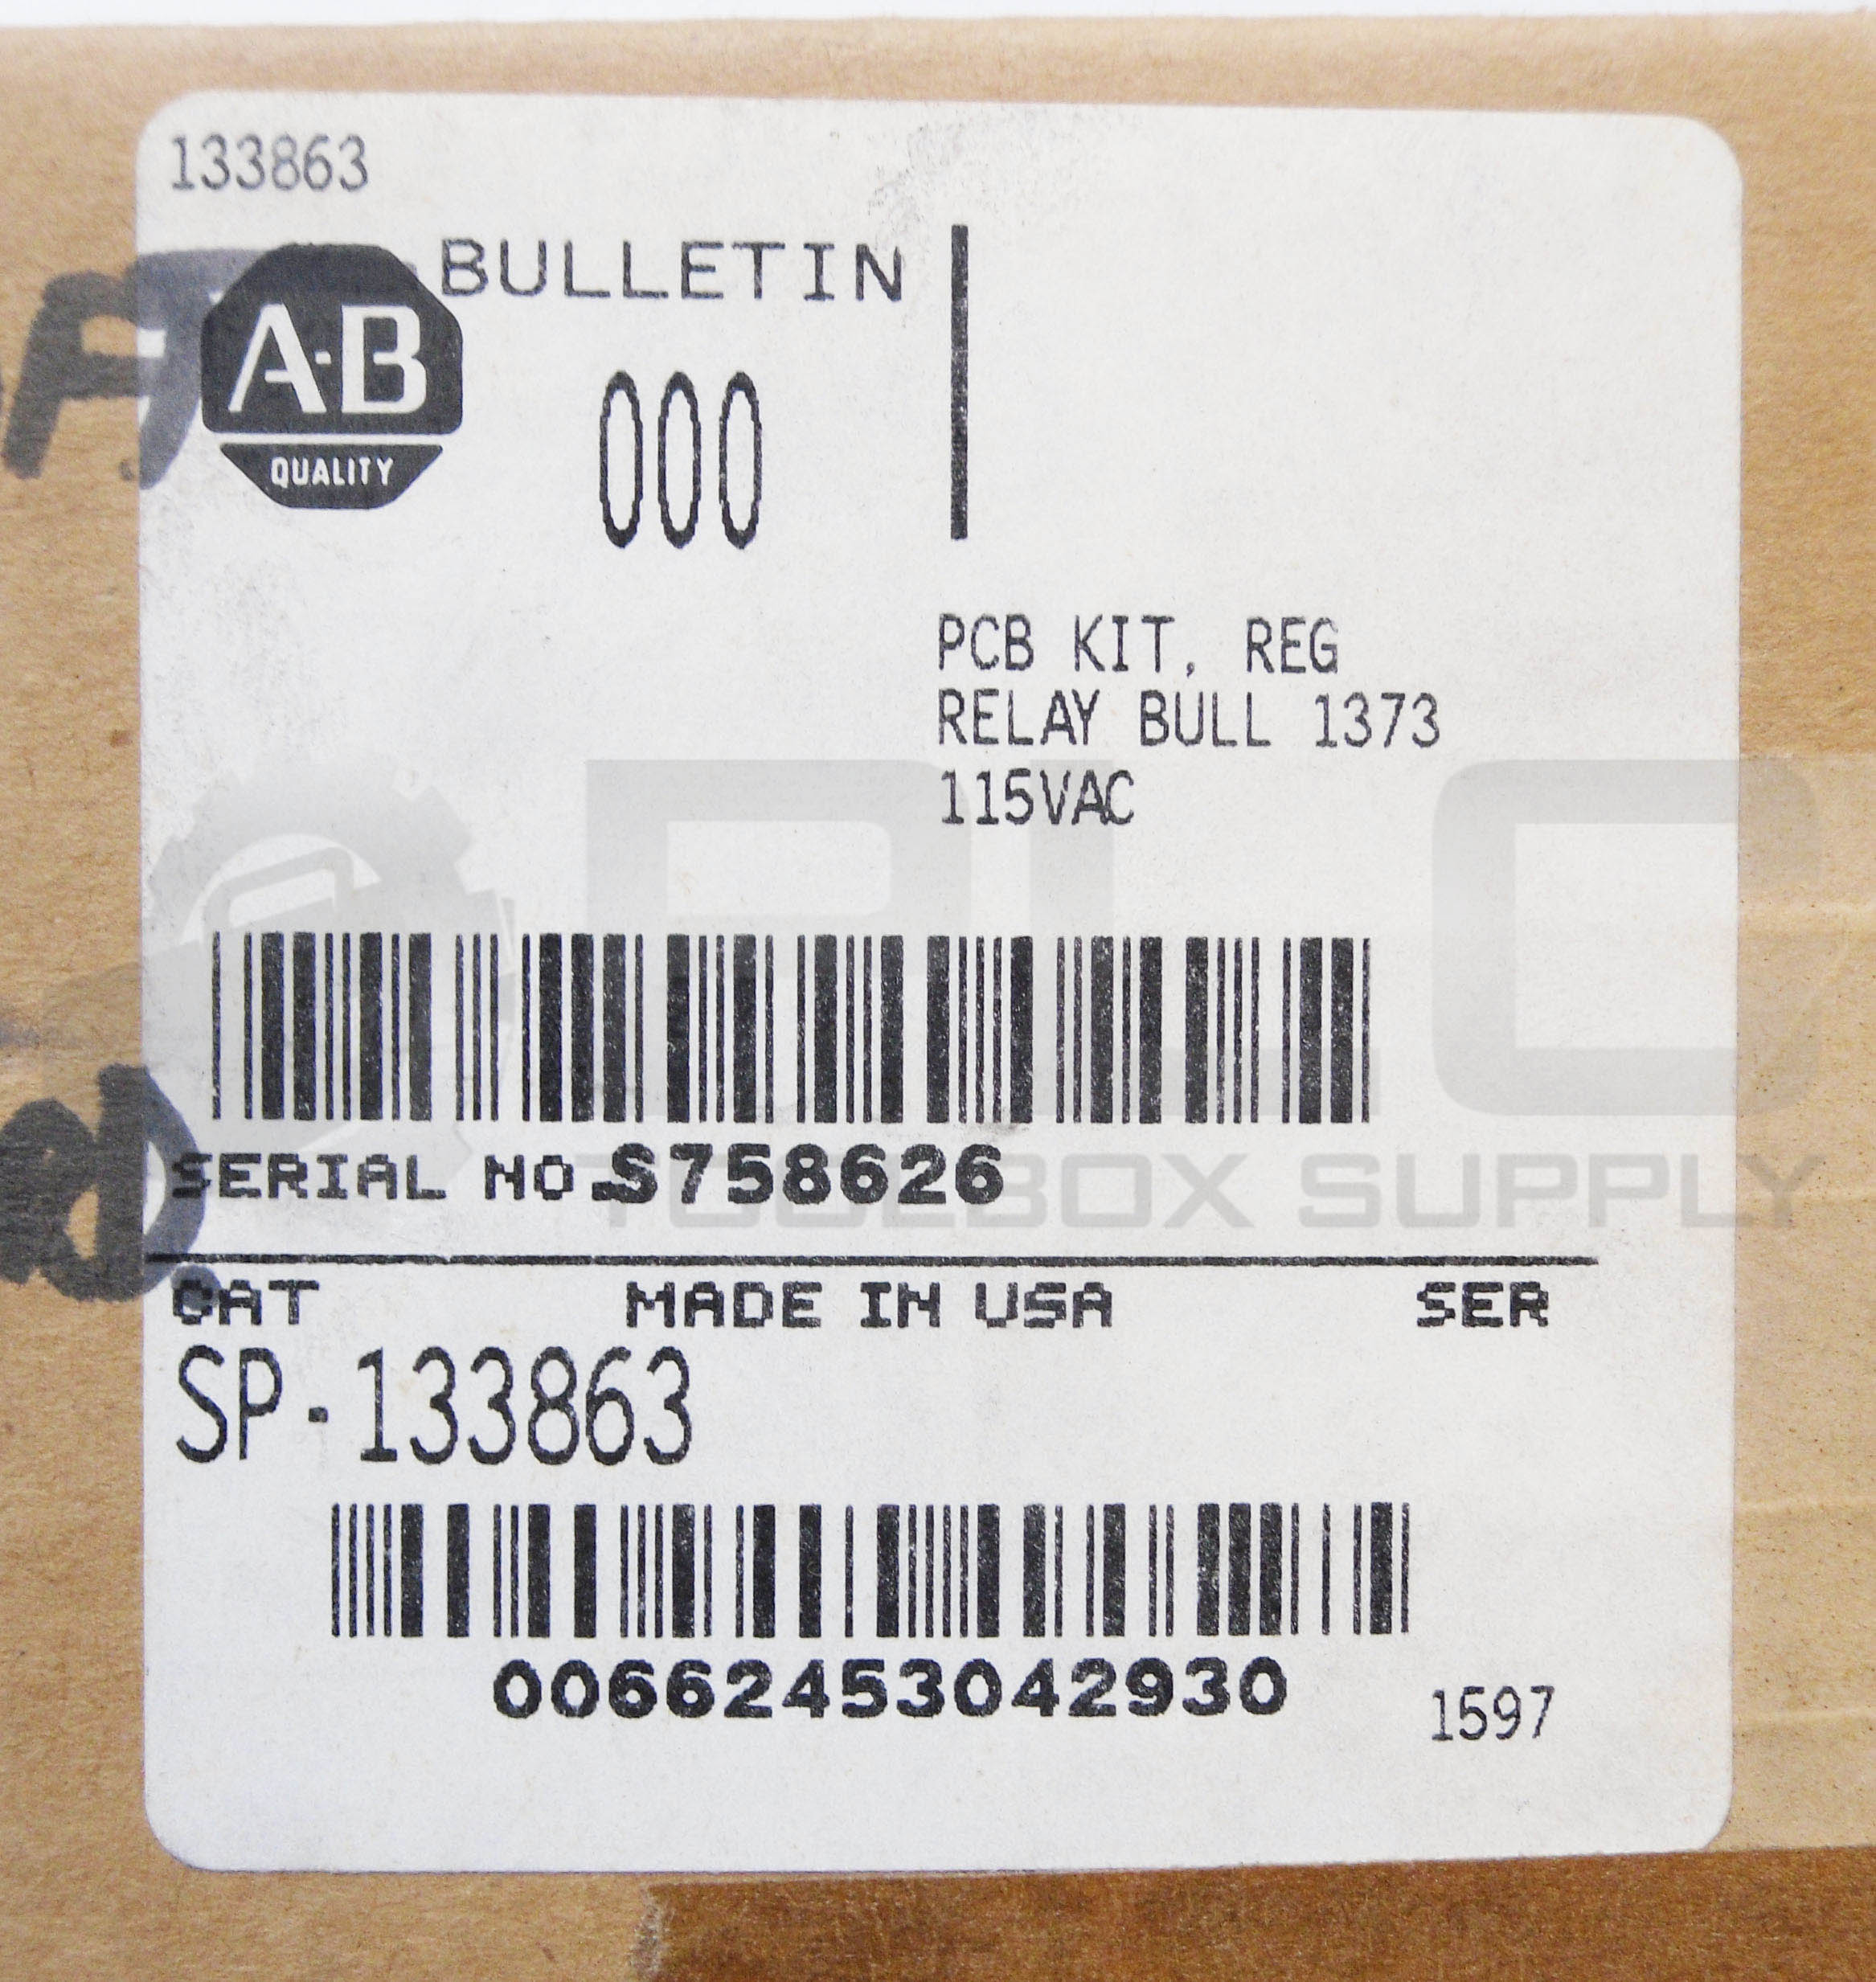 133863
BULLETIN
A-B
QUALITY
000
PCB KIT, REG
RELAY BULL 1373
115VAC
PLC
TOOLBOX SUPPLY
SERIAL NO.S758626
CAT MADE IN USA SER
SP-133863
00662453042930
1597